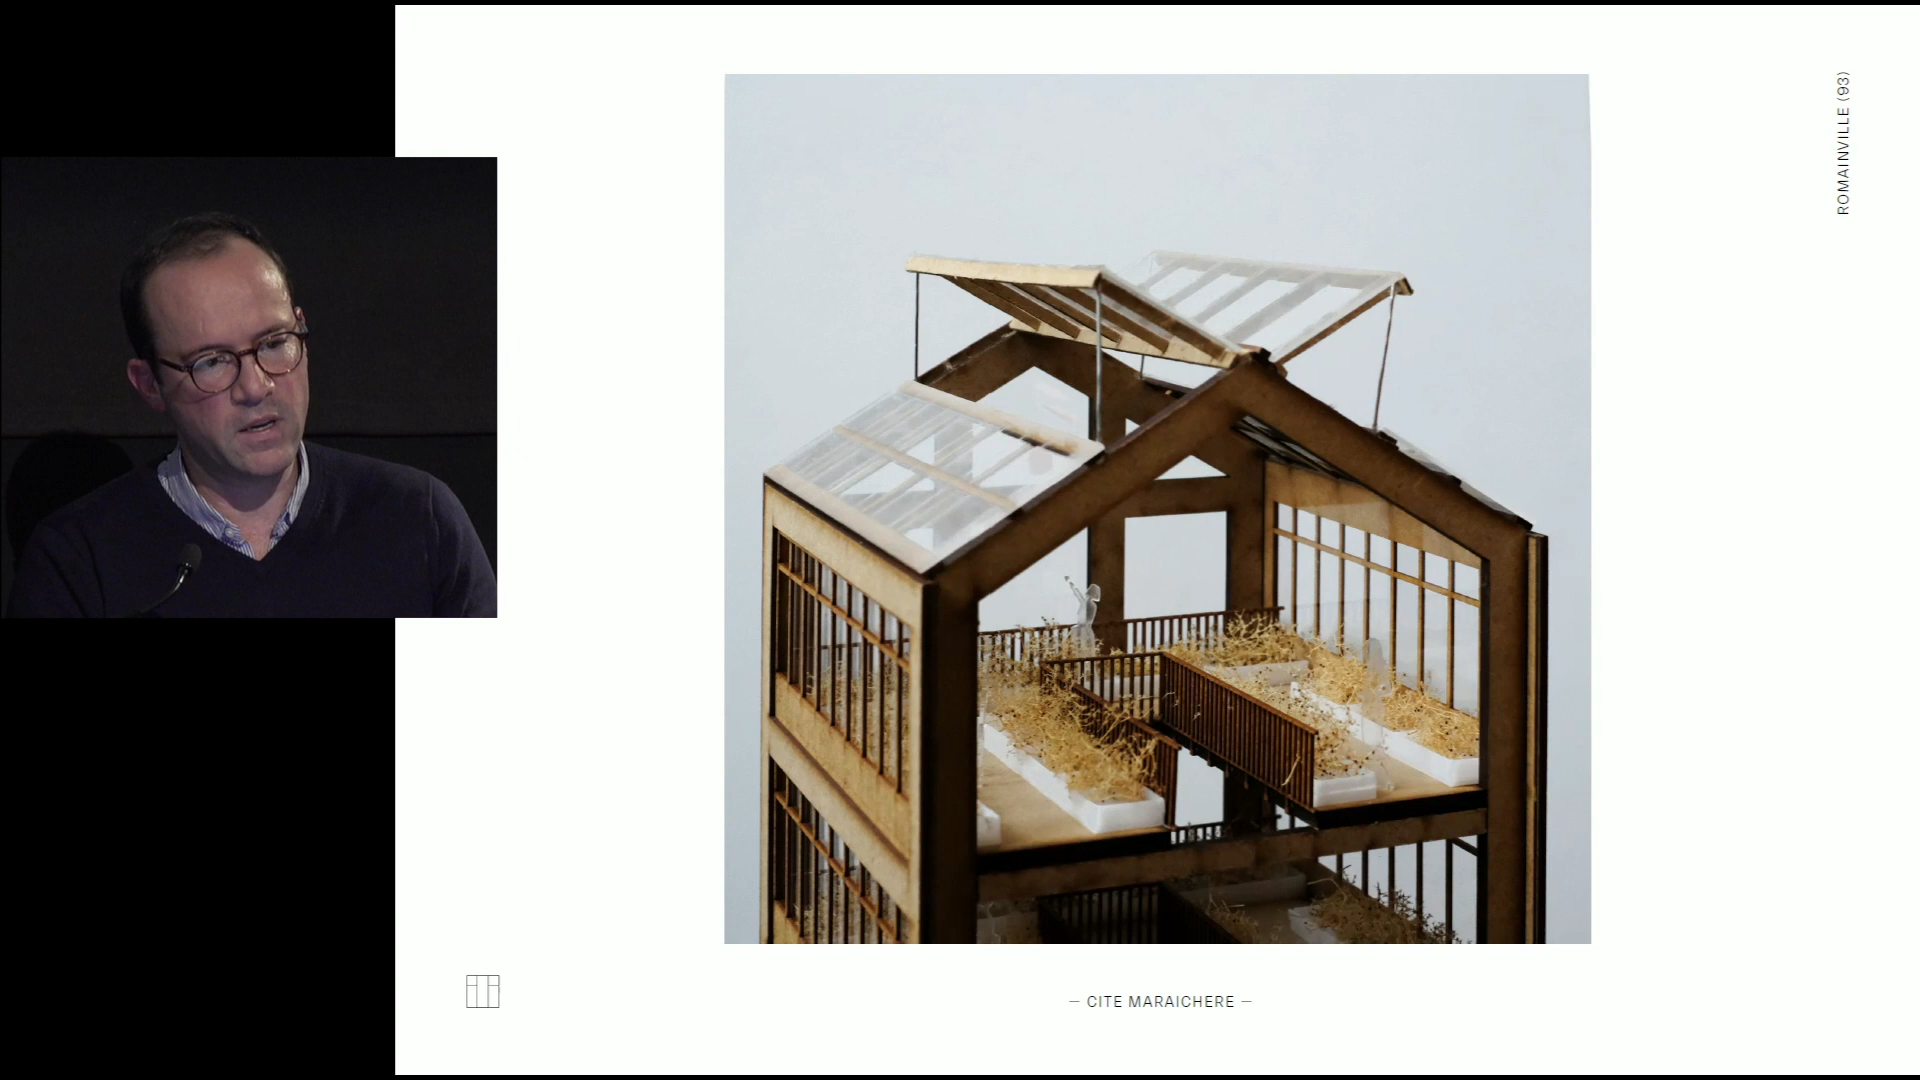 ROMAINVILLE (93)
— CITE MARAICHERE —